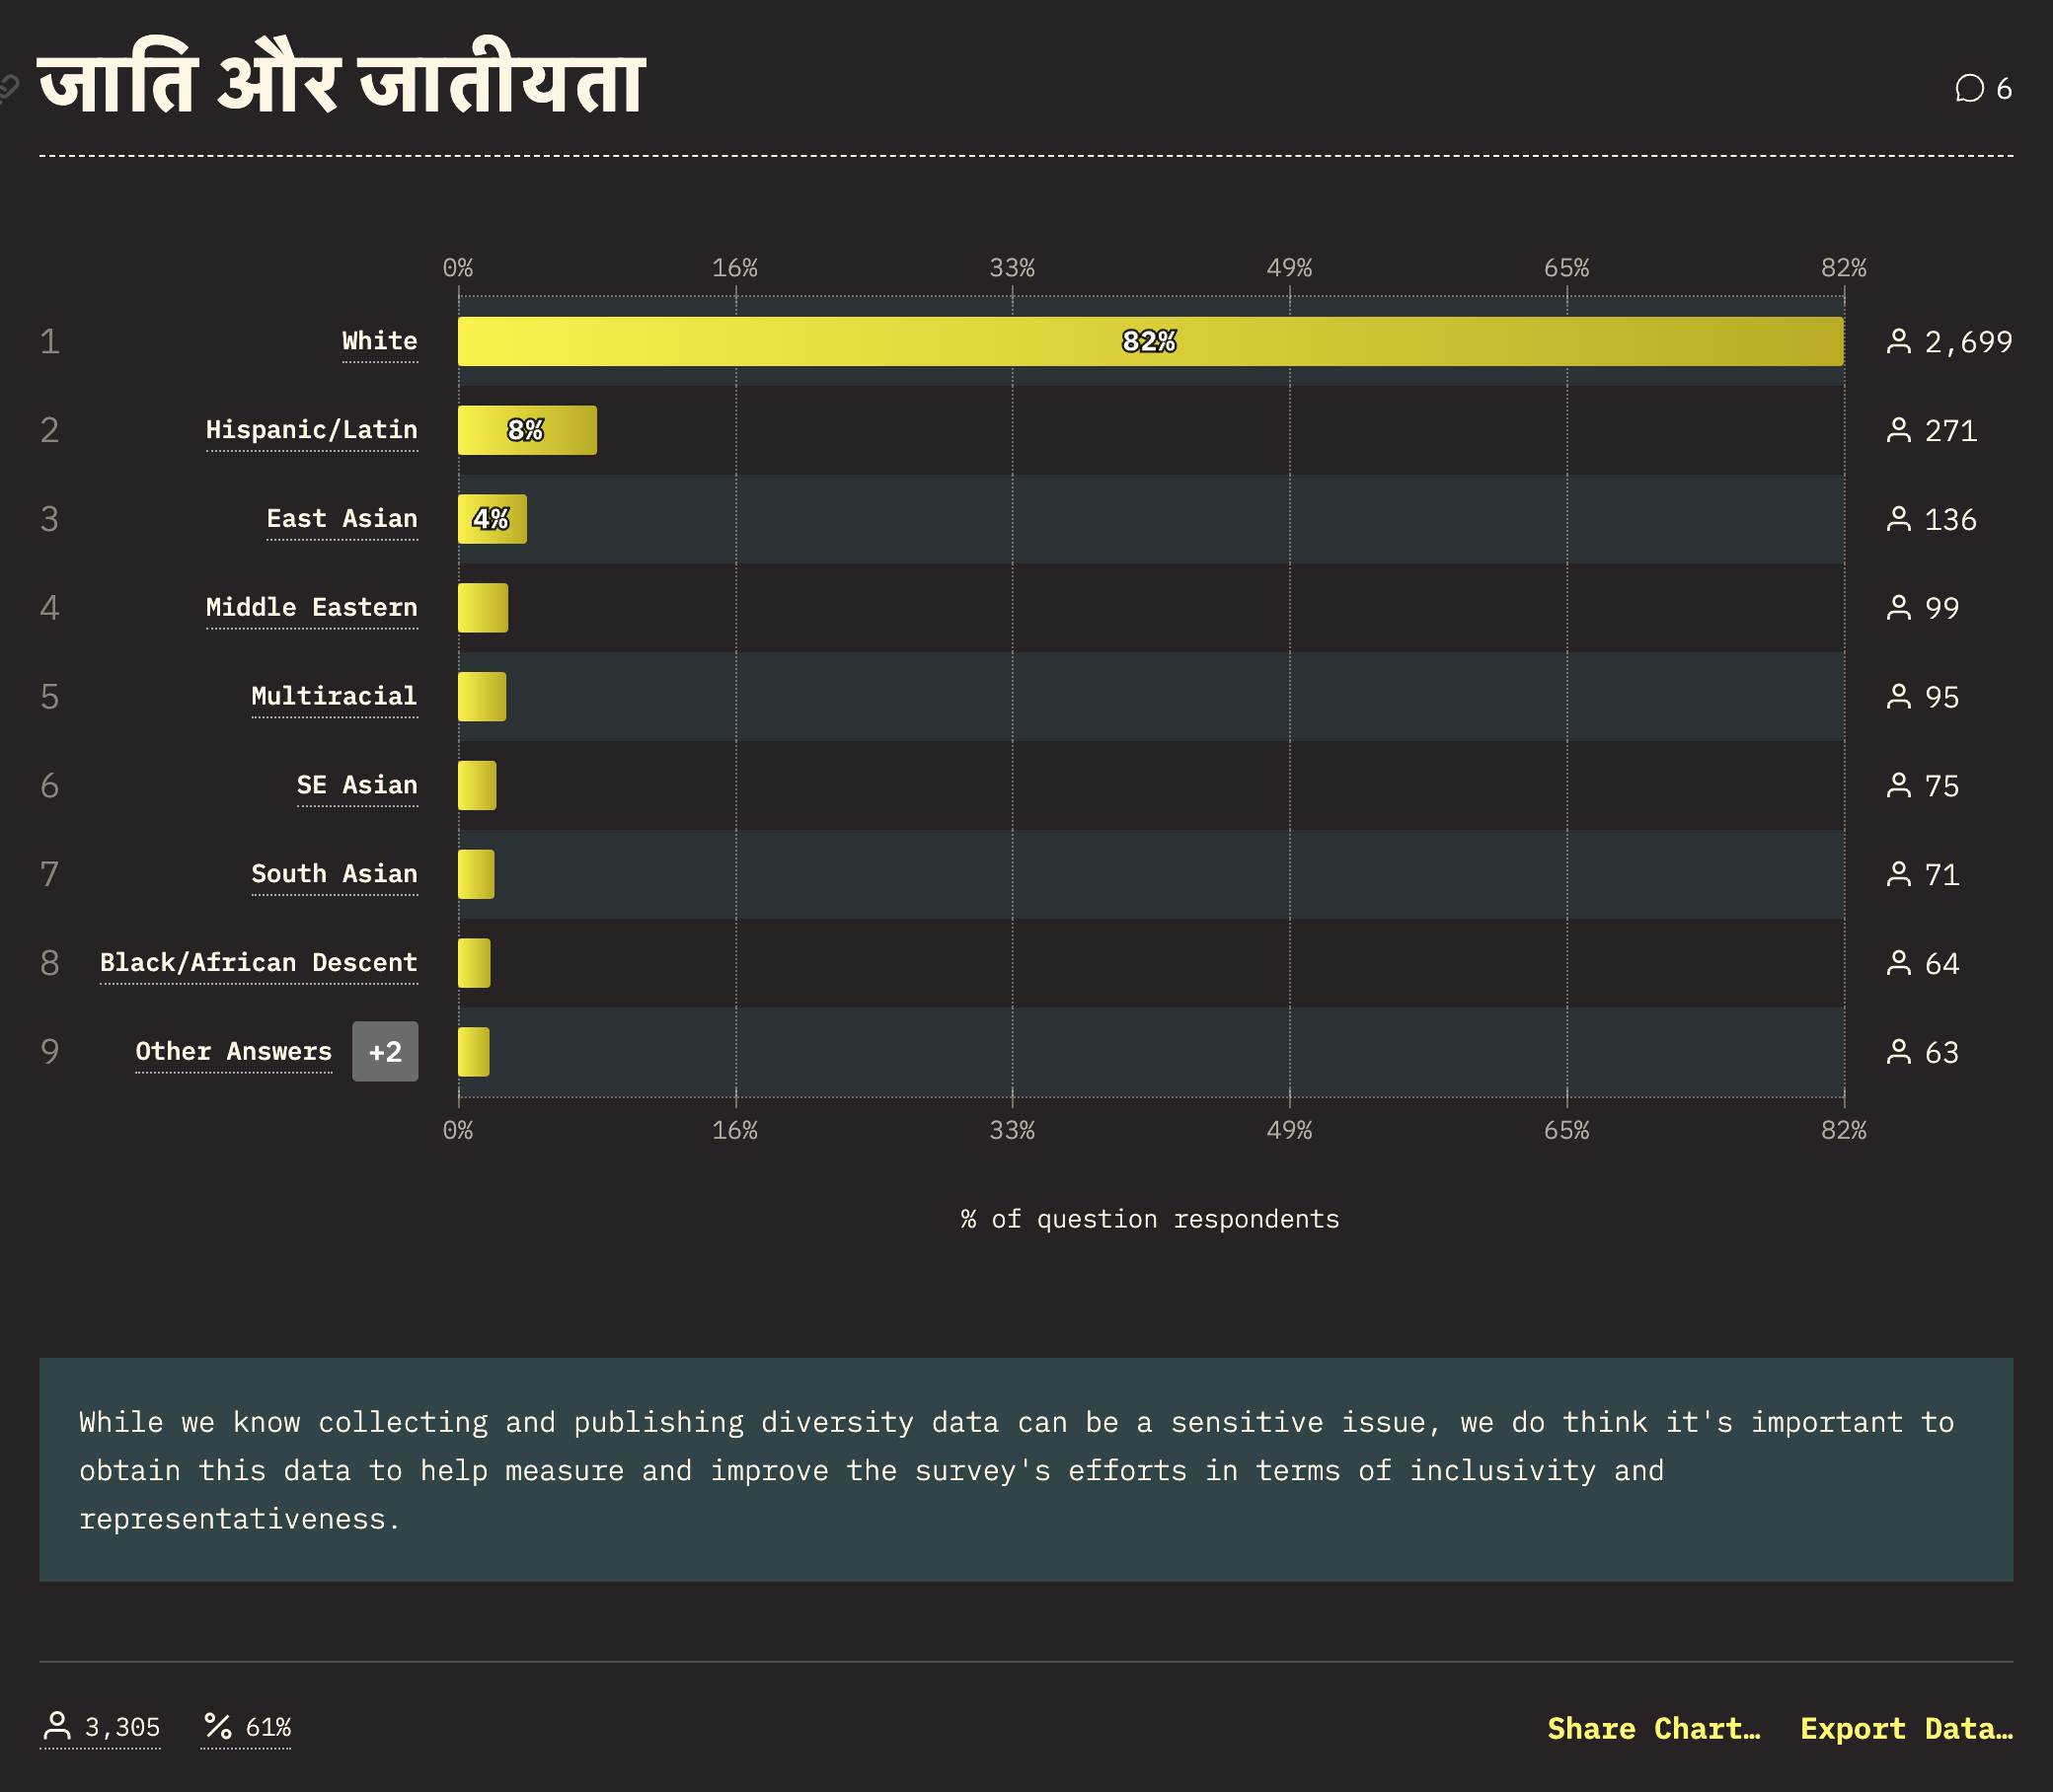 जाति और जातीयता
6
0% 16% 33% 49% 65% 82%
1 White 82% 2,699
2 Hispanic/Latin 8% 271
3 East Asian 4% 136
4 Middle Eastern 99
5 Multiracial 95
6 SE Asian 75
7 South Asian 71
8 Black/African Descent 64
9 Other Answers +2 63
0% 16% 33% 49% 65% 82%
% of question respondents
While we know collecting and publishing diversity data can be a sensitive issue, we do think it's important to
obtain this data to help measure and improve the survey's efforts in terms of inclusivity and
representativeness.
3,305 % 61% Share Chart… Export Data…